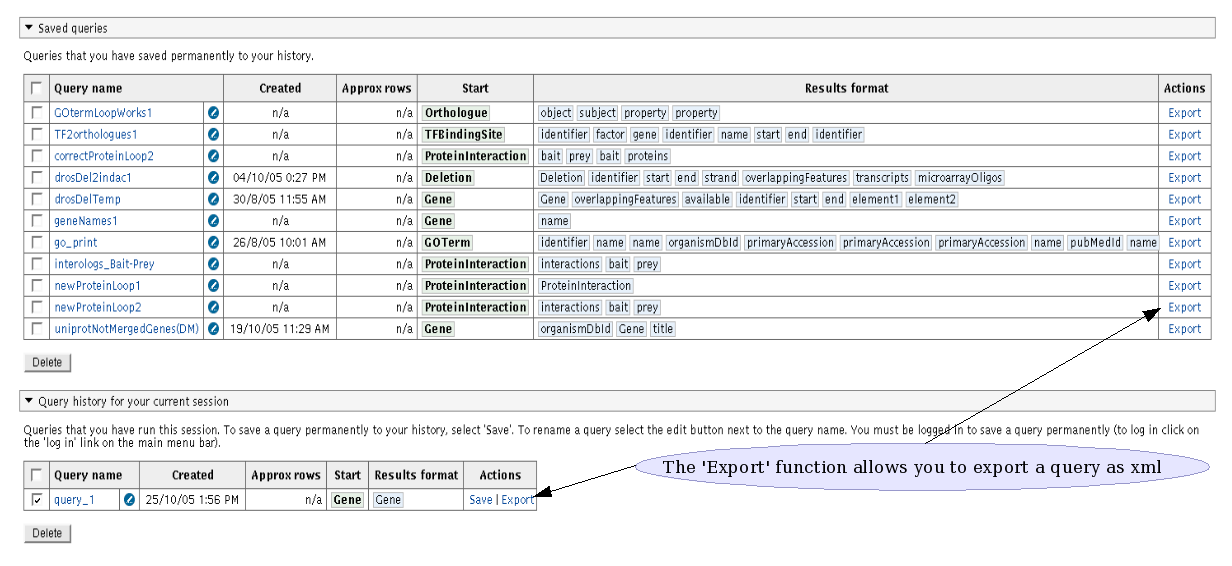 Saved queries
Queries that you have saved permanently to your history.
Query name Created Approx rows Start Results format Actions
GOtermLoopWorks1 n/a n/a Orthologue object subject property property Export
TF2orthologues1 n/a n/a TFBindingSite identifier factor gene identifier name start end identifier Export
correctProteinLoop2 n/a n/a ProteinInteraction bait prey bait proteins Export
drosDel2indac1 04/10/05 0:27 PM n/a Deletion Deletion identifier start end strand overlappingFeatures transcripts microarrayOligos Export
drosDelTemp 30/8/05 11:55 AM n/a Gene Gene overlappingFeatures available identifier start end element1 element2 Export
geneNames1 n/a n/a Gene name Export
go_print 26/8/05 10:01 AM n/a GOTerm identifier name name organismDbId primaryAccession primaryAccession primaryAccession name pubMedId name Export
interologs_Bait-Prey n/a n/a ProteinInteraction interactions bait prey Export
newProteinLoop1 n/a n/a ProteinInteraction ProteinInteraction Export
newProteinLoop2 n/a n/a ProteinInteraction interactions bait prey Export
uniprotNotMergedGenes(DM) 19/10/05 11:29 AM n/a Gene organismDbId Gene title Export
Delete
Query history for your current session
Queries that you have run this session. To save a query permanently to your history, select 'Save'. To rename a query select the edit button next to the query name. You must be logged in to save a query permanently (to log in click on
the 'log in' link on the main menu bar).
The 'Export' function allows you to export a query as xml
Query name Created Approx rows Start Results format Actions
query_1 25/10/05 1:56 PM n/a Gene Gene Save | Export
Delete